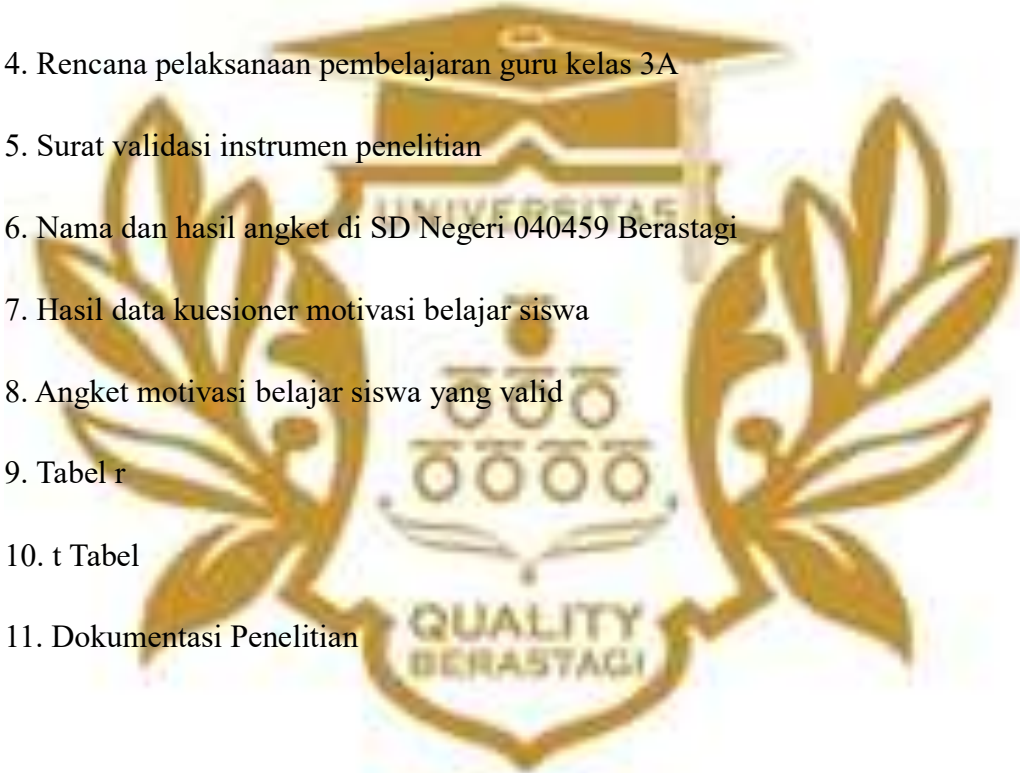 4. Rencana pelaksanaan pembelajaran guru kelas 3A
5. Surat validasi instrumen penelitian
UNIVERSITAS
6. Nama dan hasil angket di SD Negeri 040459 Berastagi
7. Hasil data kuesioner motivasi belajar siswa
8. Angket motivasi belajar siswa yang valid
9. Tabel r
10. t Tabel
QUALITY
11. Dokumentasi Penelitian
BERASTAGI